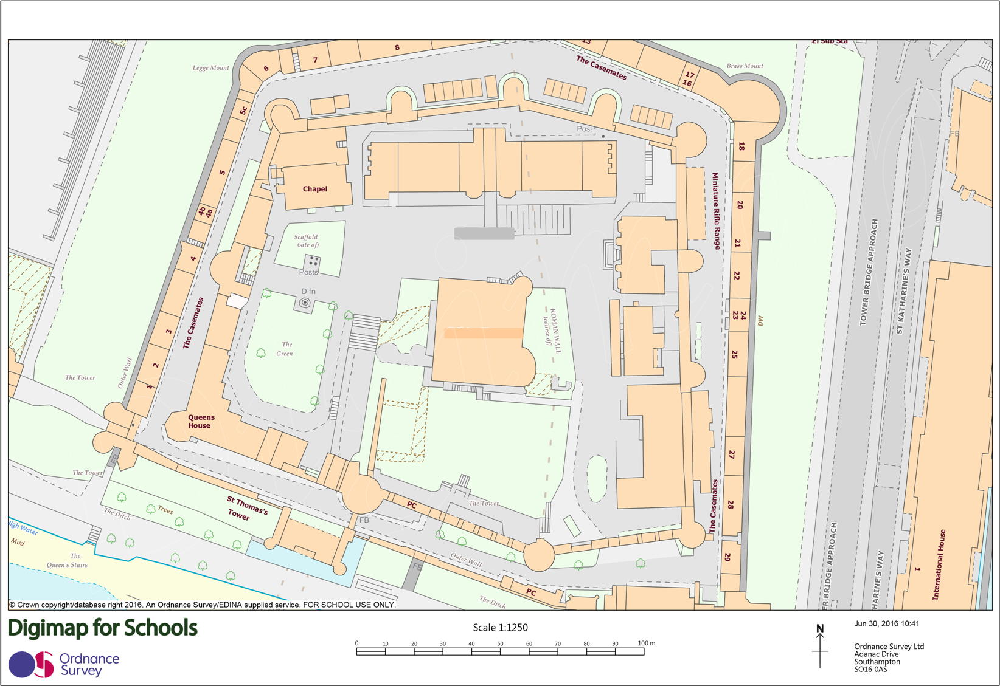 El Sub Sta
13
8
7
6
Legge Mount
The Casemates
17
16
Brass Mount
5c
Post
FB
18
5
Chapel
Miniature Rifle Range
20
4b
4a
Scaffold
(site of)
21
4
Posts
22
TOWER BRIDGE APPROACH
ST KATHARINE'S WAY
D fn
ROMAN WALL
(course of)
24
23
MD
The Casemates
3
The
Green
25
2
Outer Wall
The Tower
1
Queens
House
27
FB
The Tower
St Thomas's
Tower
PC
The Tower
The Casemates
28
Trees
The Ditch
FB
High Water
Mud
The
Queen's Stairs
Outer Wall
FB
29
PC
The Ditch
ER BRIDGE APPROACH
HARINE'S WAY
1
International House
© Crown copyright/database right 2016. An Ordnance Survey/EDINA supplied service. FOR SCHOOL USE ONLY.
Digimap for Schools
Ordnance
Survey
Scale 1:1250
0 10 20 30 40 50 60 70 80 90 100 m
N
Jun 30, 2016 10:41
Ordnance Survey Ltd
Adanac Drive
Southampton
SO16 0AS